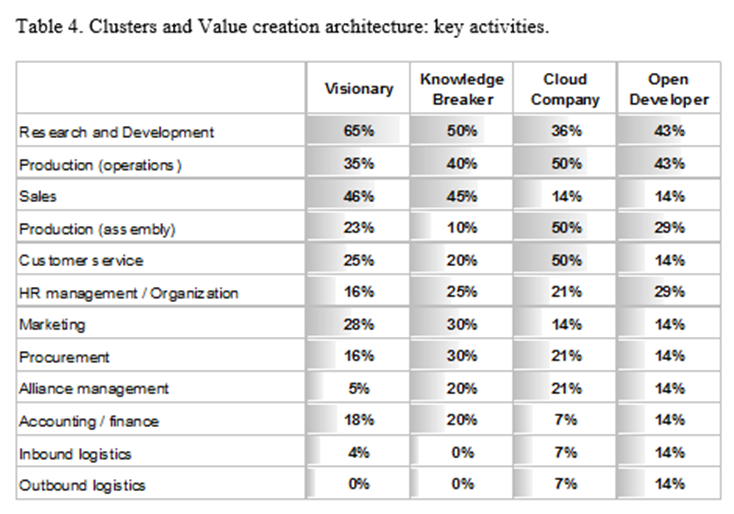 Table 4. Clusters and Value creation architecture: key activities.
Visionary Knowledge Breaker Cloud Company Open Developer
Research and Development 65% 50% 36% 43%
Production (operations) 35% 40% 50% 43%
Sales 46% 45% 14% 14%
Production (assembly) 23% 10% 50% 29%
Customer service 25% 20% 50% 14%
HR management / Organization 16% 25% 21% 29%
Marketing 28% 30% 14% 14%
Procurement 16% 30% 21% 14%
Alliance management 5% 20% 21% 14%
Accounting / finance 18% 20% 7% 14%
Inbound logistics 4% 0% 7% 14%
Outbound logistics 0% 0% 7% 14%